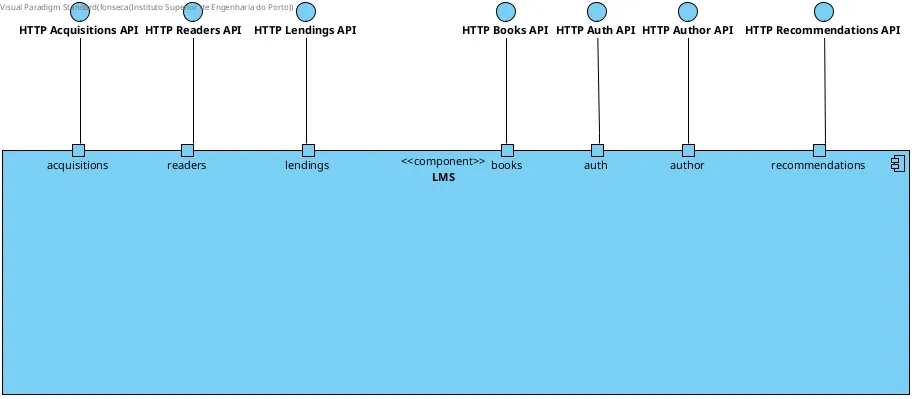 Visual Paradigm Standard(fonseca(Instituto Superior de Engenharia do Porto))
HTTP Acquisitions API HTTP Readers API HTTP Lendings API HTTP Books API HTTP Auth API HTTP Author API HTTP Recommendations API
acquisitions readers lendings <<component>> books auth author recommendations
LMS